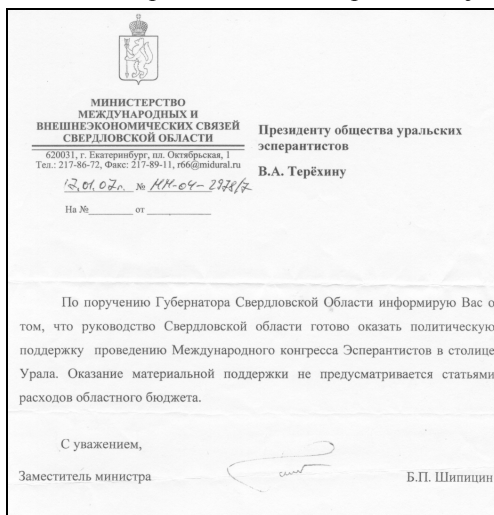 МИНИСТЕРСТВО
МЕЖДУНАРОДНЫХ И
ВНЕШНЕЭКОНОМИЧЕСКИХ СВЯЗЕЙ
СВЕРДЛОВСКОЙ ОБЛАСТИ
620031, г. Екатеринбург, пл. Октябрьская, 1
Тел.: 217-86-72, Факс: 217-89-11, r66@midural.ru
12.01.07г. № ММ-04-2978/7
На №________ от __________
Президенту общества уральских
эсперантистов
В.А. Терёхину
По поручению Губернатора Свердловской Области информирую Вас о
том, что руководство Свердловской области готово оказать политическую
поддержку проведению Международного конгресса Эсперантистов в столице
Урала. Оказание материальной поддержки не предусматривается статьями
расходов областного бюджета.
С уважением,
Заместитель министра
Б.П. Шипицин